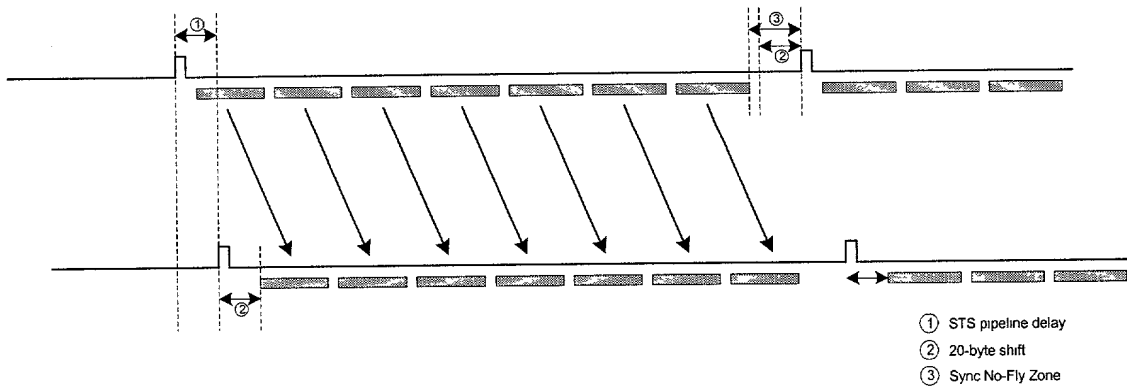 ①
③
②
②
① STS pipeline delay
② 20-byte shift
③ Sync No-Fly Zone